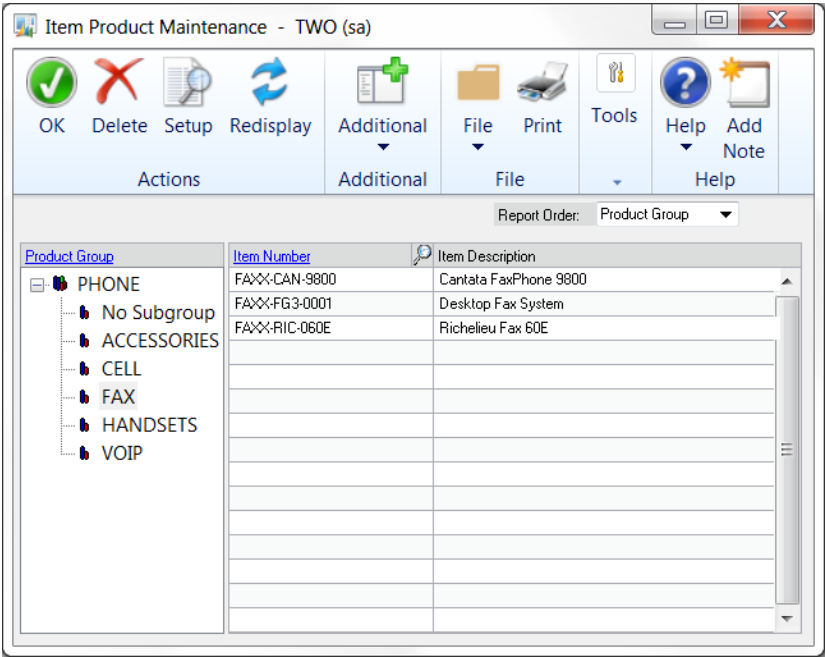 Item Product Maintenance - TWO (sa)
OK Delete Setup Redisplay Additional File Print Tools Help Add Note
Actions Additional File Help
Report Order: Product Group
Product Group Item Number Item Description
PHONE
No Subgroup
ACCESSORIES
CELL
FAX
HANDSETS
VOIP
FAXX-CAN-9800 Cantata FaxPhone 9800
FAXX-FG3-0001 Desktop Fax System
FAXX-RIC-060E Richelieu Fax 60E